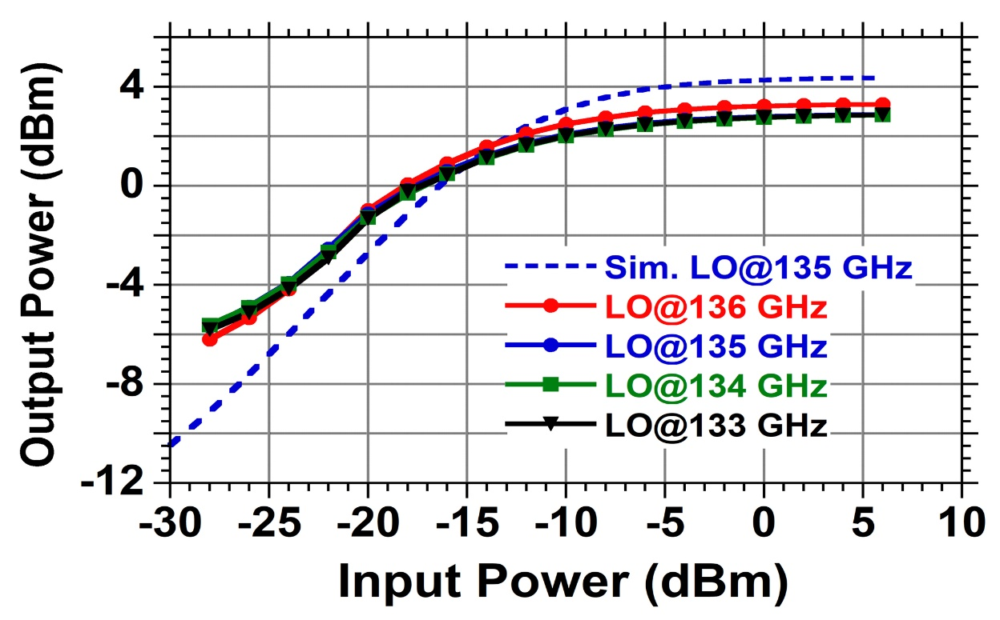 Output Power (dBm)
4
0
-4
-8
-12
Sim. LO@135 GHz
LO@136 GHz
LO@135 GHz
LO@134 GHz
LO@133 GHz
-30 -25 -20 -15 -10 -5 0 5 10
Input Power (dBm)